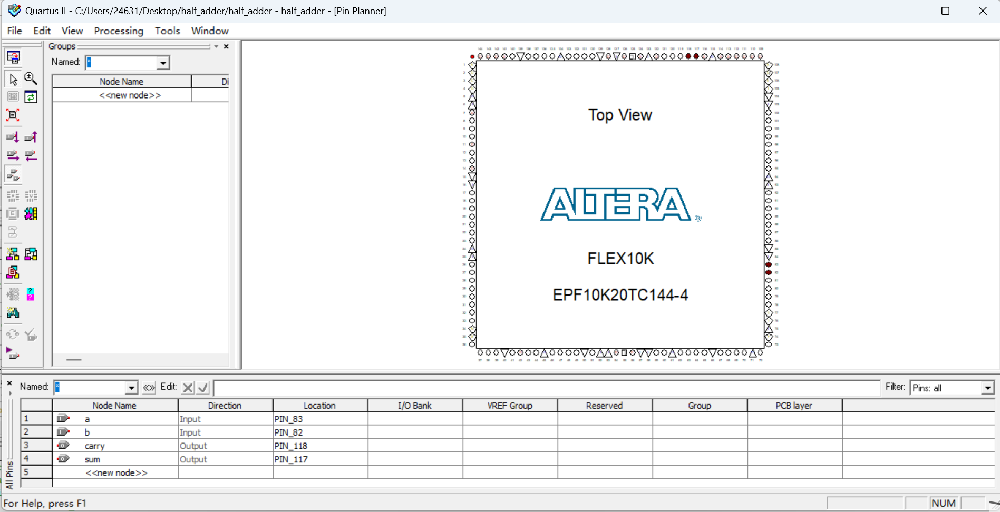 Quartus II - C:/Users/24631/Desktop/half_adder/half_adder - half_adder - [Pin Planner]
File Edit View Processing Tools Window
Groups
Named: *
Node Name Di
<<new node>>
Top View
ALTERA ®
FLEX10K
EPF10K20TC144-4
Named: * <<>> Edit: Filter: Pins: all
Node Name Direction Location I/O Bank VREF Group Reserved Group PCB layer
1 a Input PIN_83
2 b Input PIN_82
3 carry Output PIN_118
4 sum Output PIN_117
5 <<new node>>
All Pins
For Help, press F1
NUM